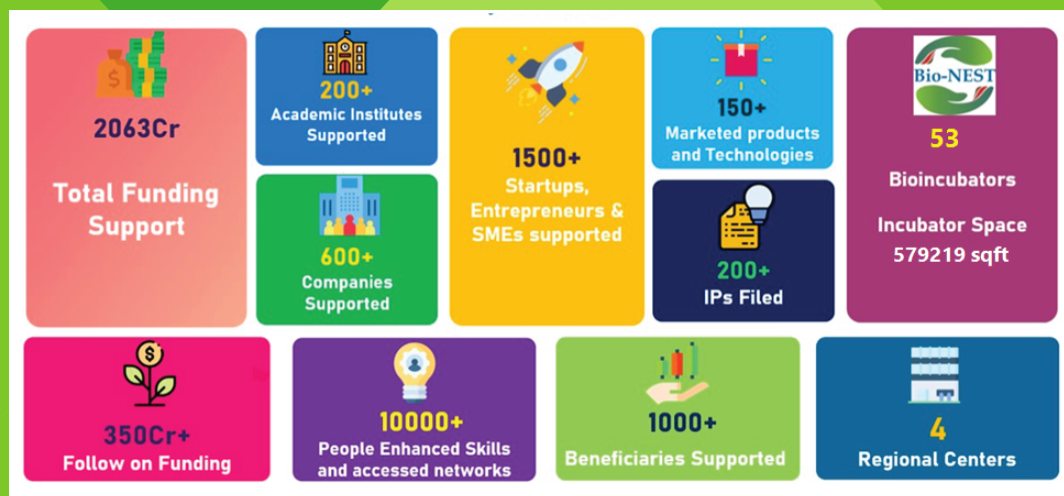 2063Cr
Total Funding
Support
200+
Academic Institutes
Supported
600+
Companies
Supported
1500+
Startups,
Entrepreneurs &
SMEs supported
150+
Marketed products
and Technologies
200+
IPs Filed
Bio-NEST
53
Bioincubators
Incubator Space
579219 sqft
350Cr+
Follow on Funding
10000+
People Enhanced Skills
and accessed networks
1000+
Beneficiaries Supported
4
Regional Centers